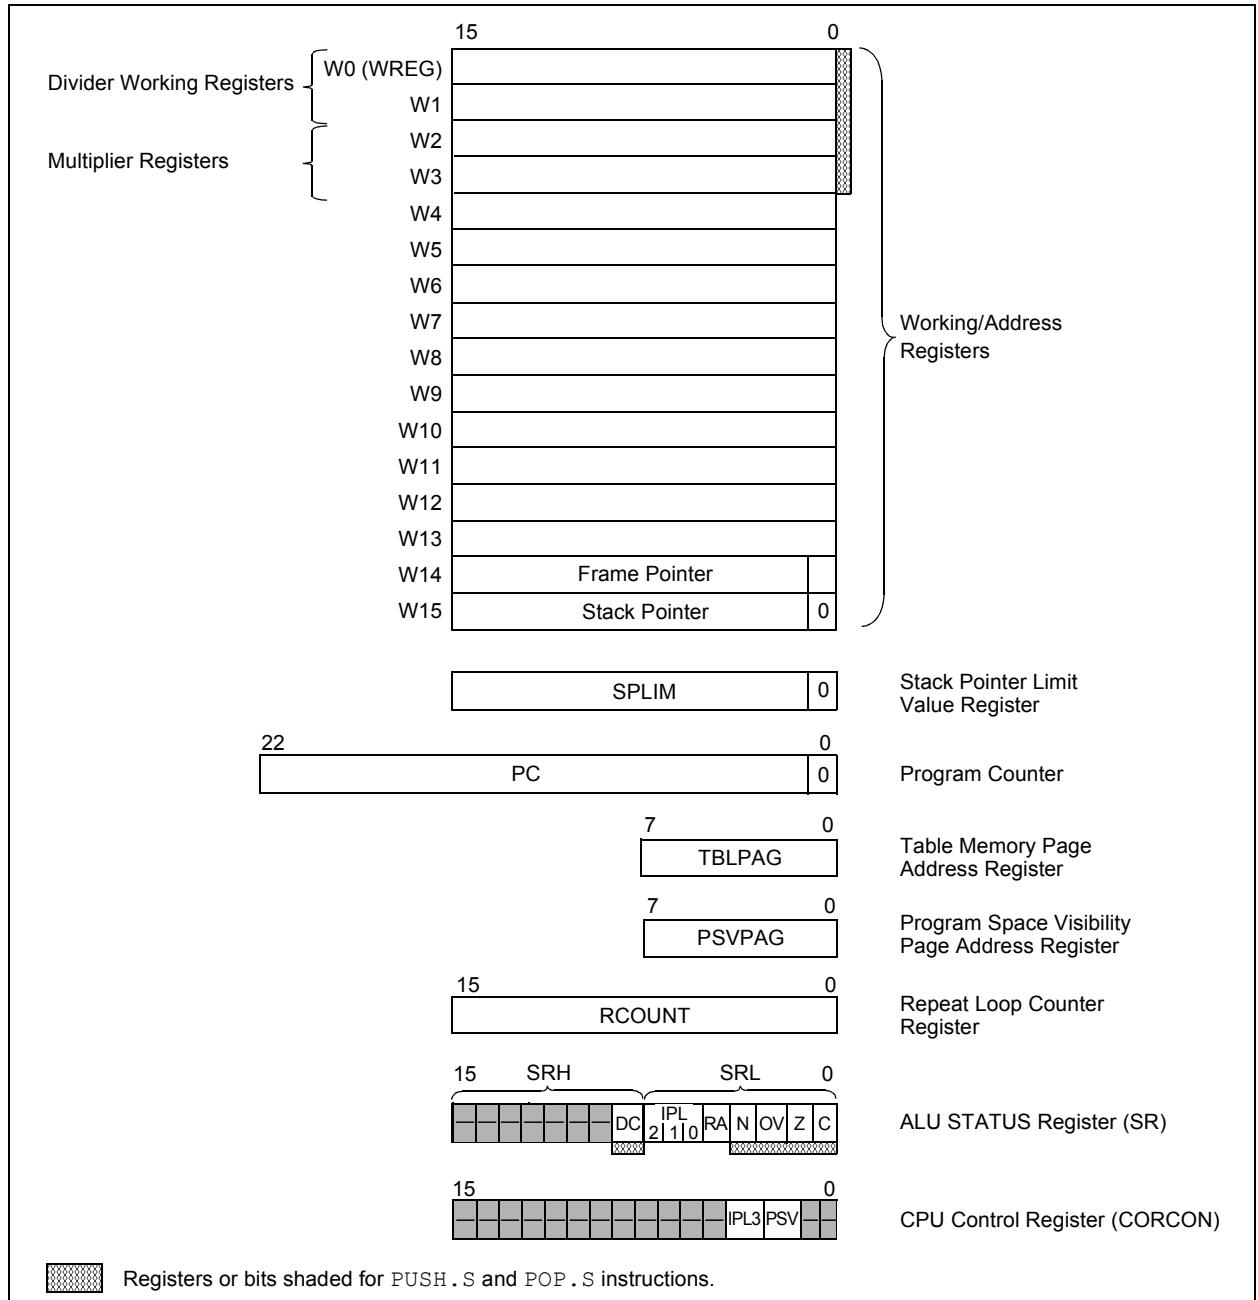 15 0
Divider Working Registers
W0 (WREG)
W1
Multiplier Registers
W2
W3
W4
W5
W6
W7
W8
W9
W10
W11
W12
W13
W14 Frame Pointer
W15 Stack Pointer 0
Working/Address
Registers
SPLIM 0
Stack Pointer Limit
Value Register
22 0
PC 0 Program Counter
7 0
TBLPAG
Table Memory Page
Address Register
7 0
PSVPAG
Program Space Visibility
Page Address Register
15 0
RCOUNT
Repeat Loop Counter
Register
15 SRH SRL 0
— — — — — — — DC IPL 2 1 0 RA N OV Z C ALU STATUS Register (SR)
15 0
— — — — — — — — — — — — IPL3 PSV — — CPU Control Register (CORCON)
Registers or bits shaded for PUSH.S and POP.S instructions.